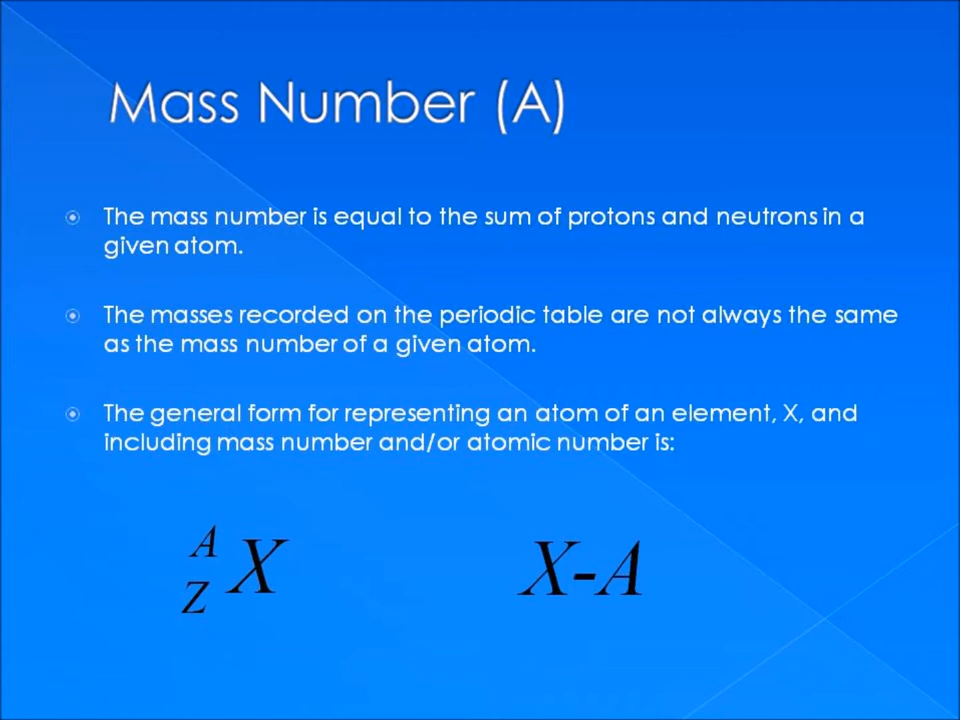 Mass Number (A)
The mass number is equal to the sum of protons and neutrons in a
given atom.
The masses recorded on the periodic table are not always the same
as the mass number of a given atom.
The general form for representing an atom of an element, X, and
including mass number and/or atomic number is:
A
Z X
X-A